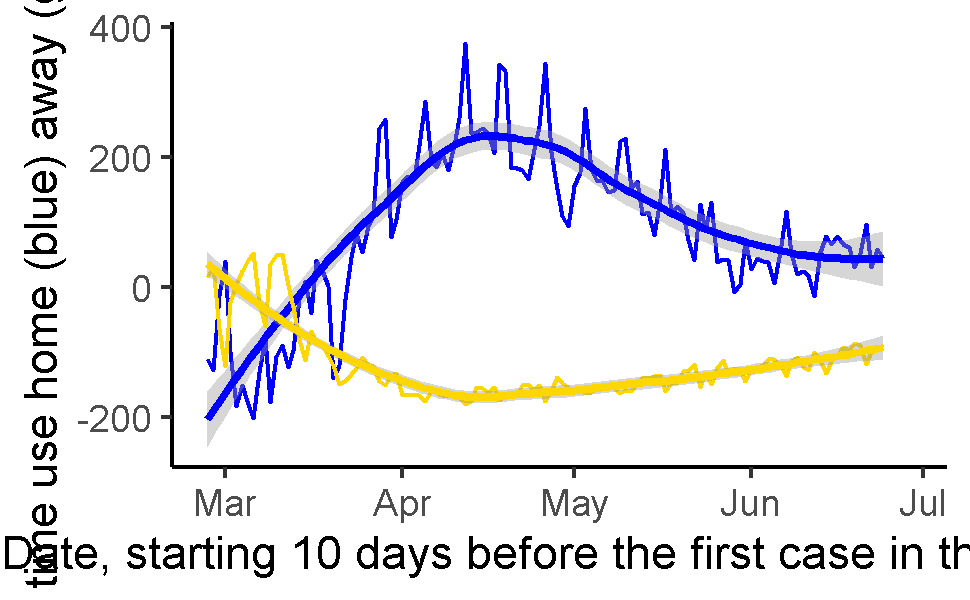 time use home (blue) away (
400
200
0
-200
Mar Apr May Jun Jul
Date, starting 10 days before the first case in